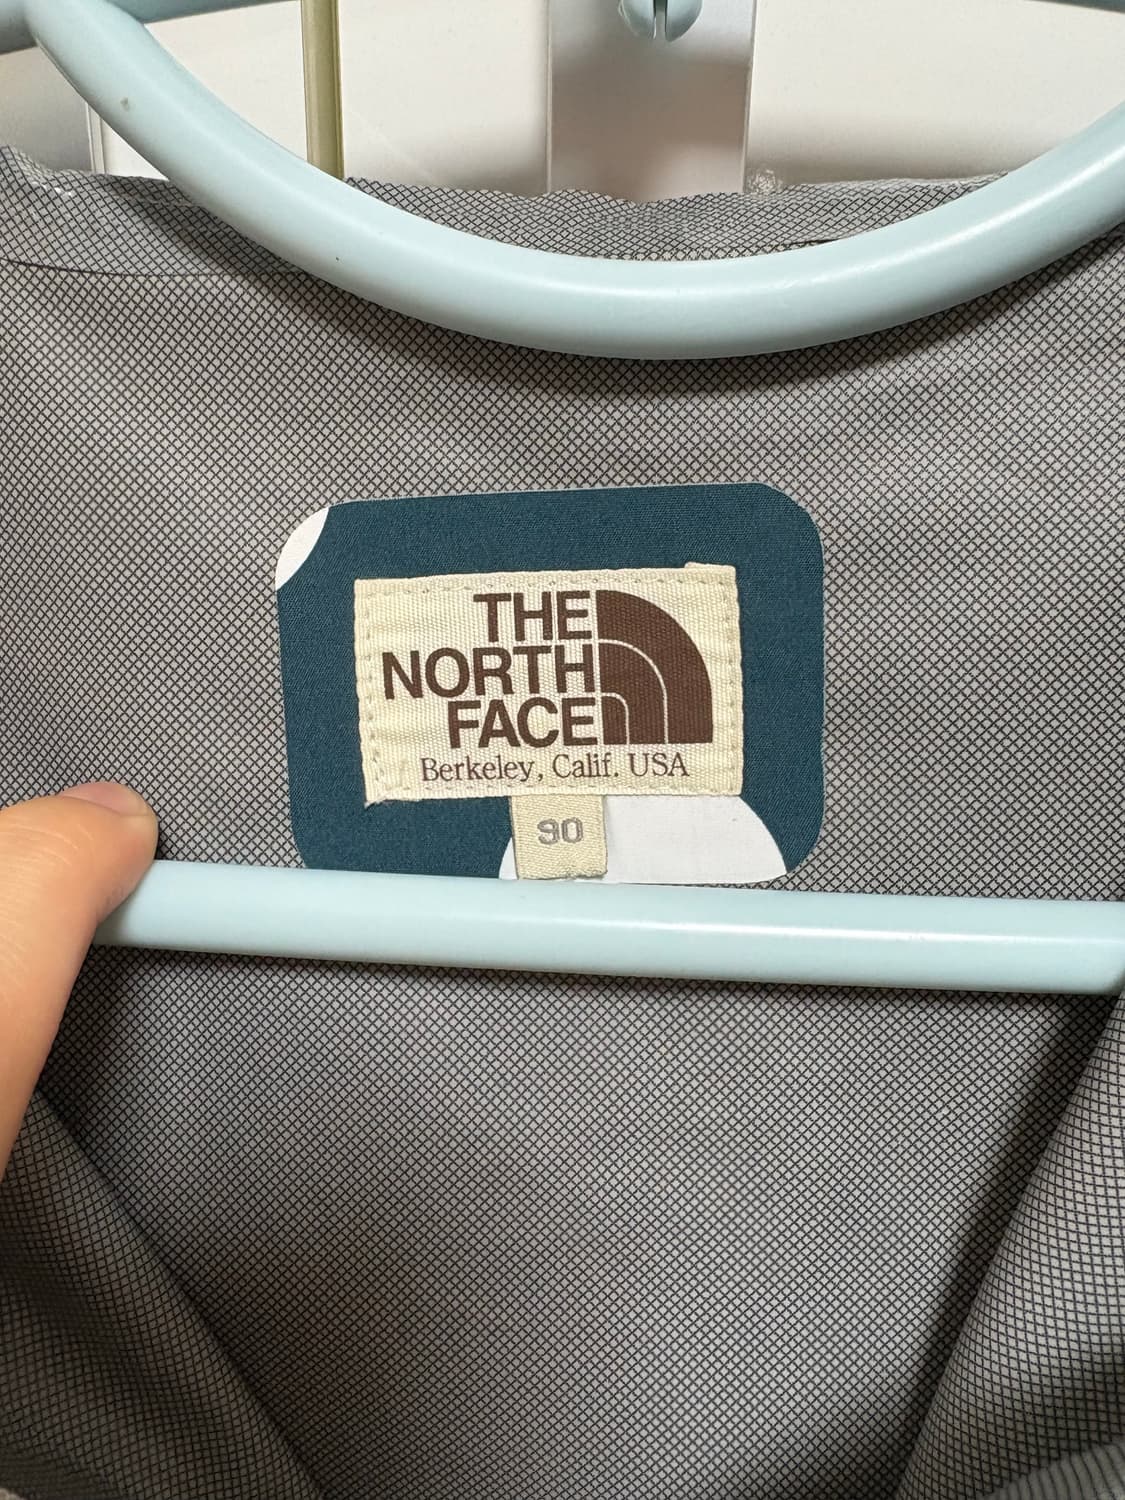 THE
NORTH
FACE
Berkeley, Calif. USA
90